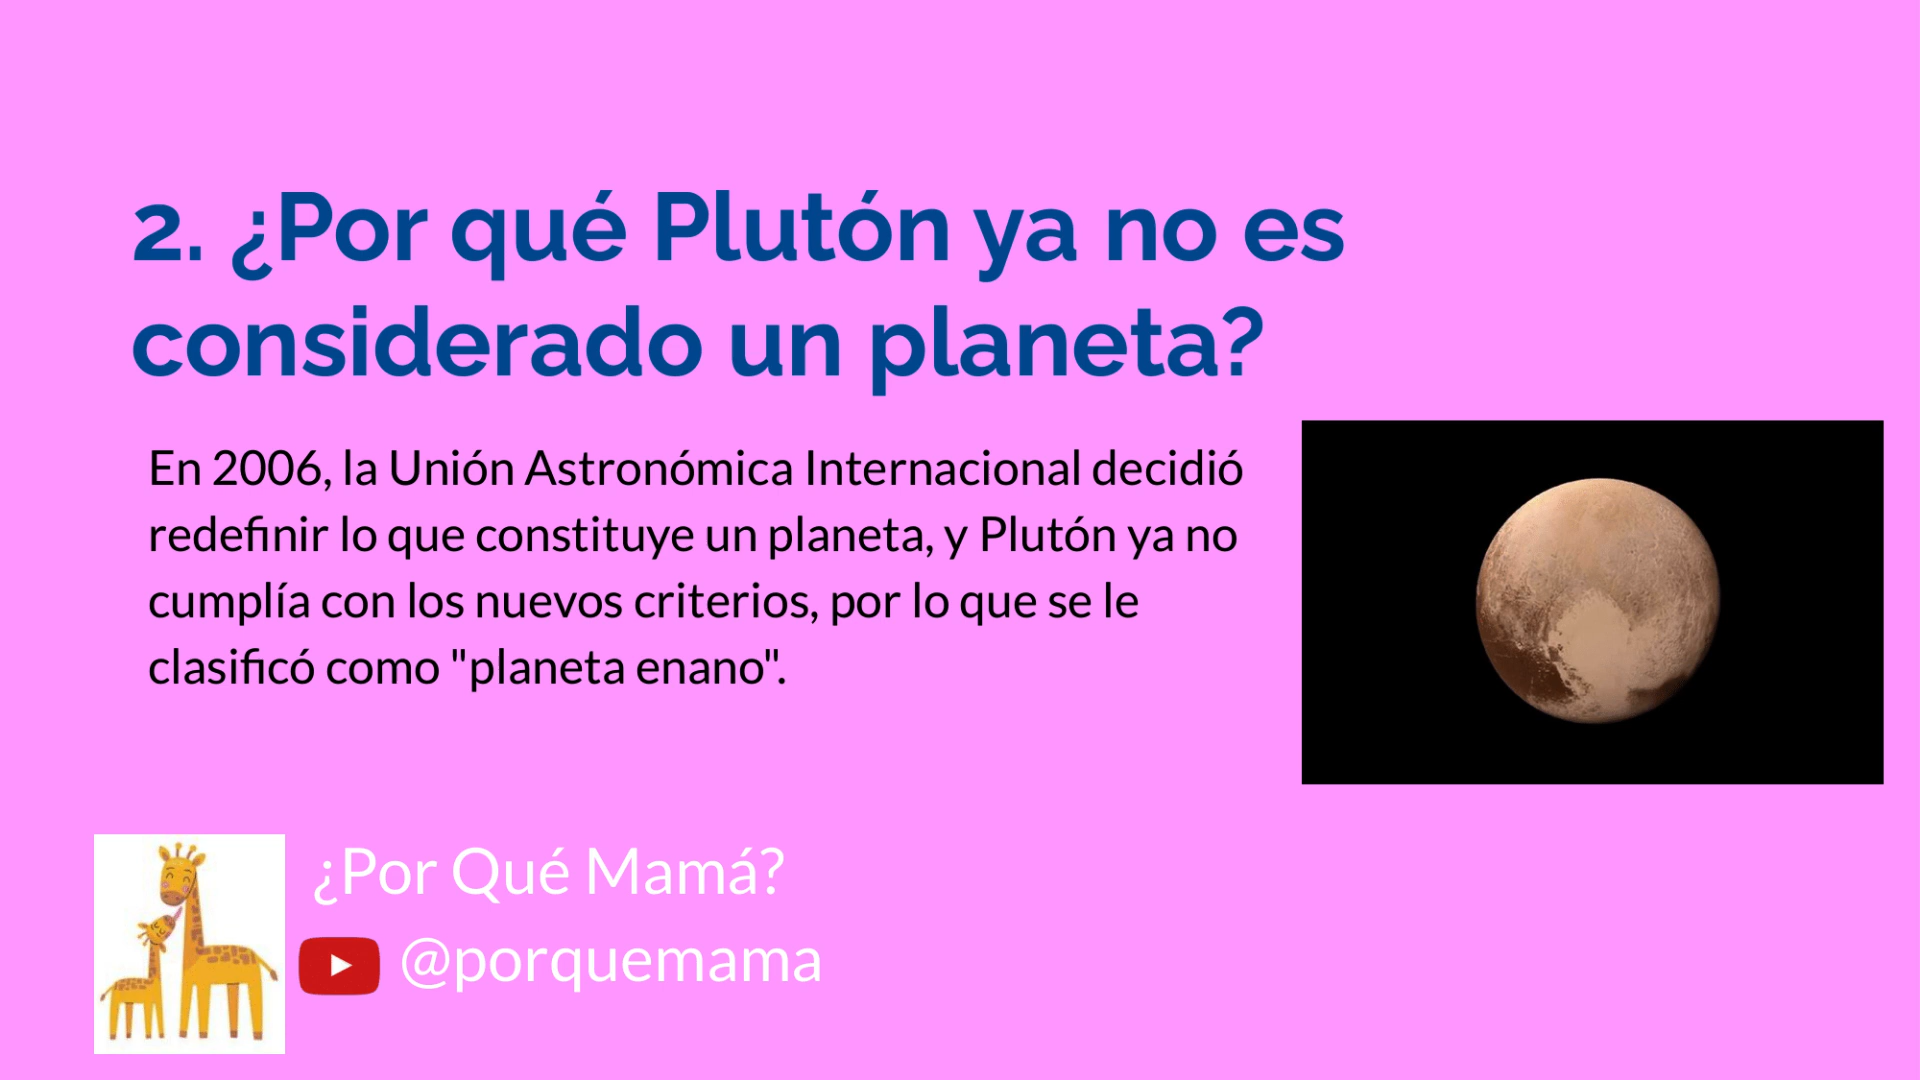 2. ¿Por qué Plutón ya no es
considerado un planeta?
En 2006, la Unión Astronómica Internacional decidió
redefinir lo que constituye un planeta, y Plutón ya no
cumplía con los nuevos criterios, por lo que se le
clasificó como "planeta enano".
¿Por Qué Mamá?
@porquemama